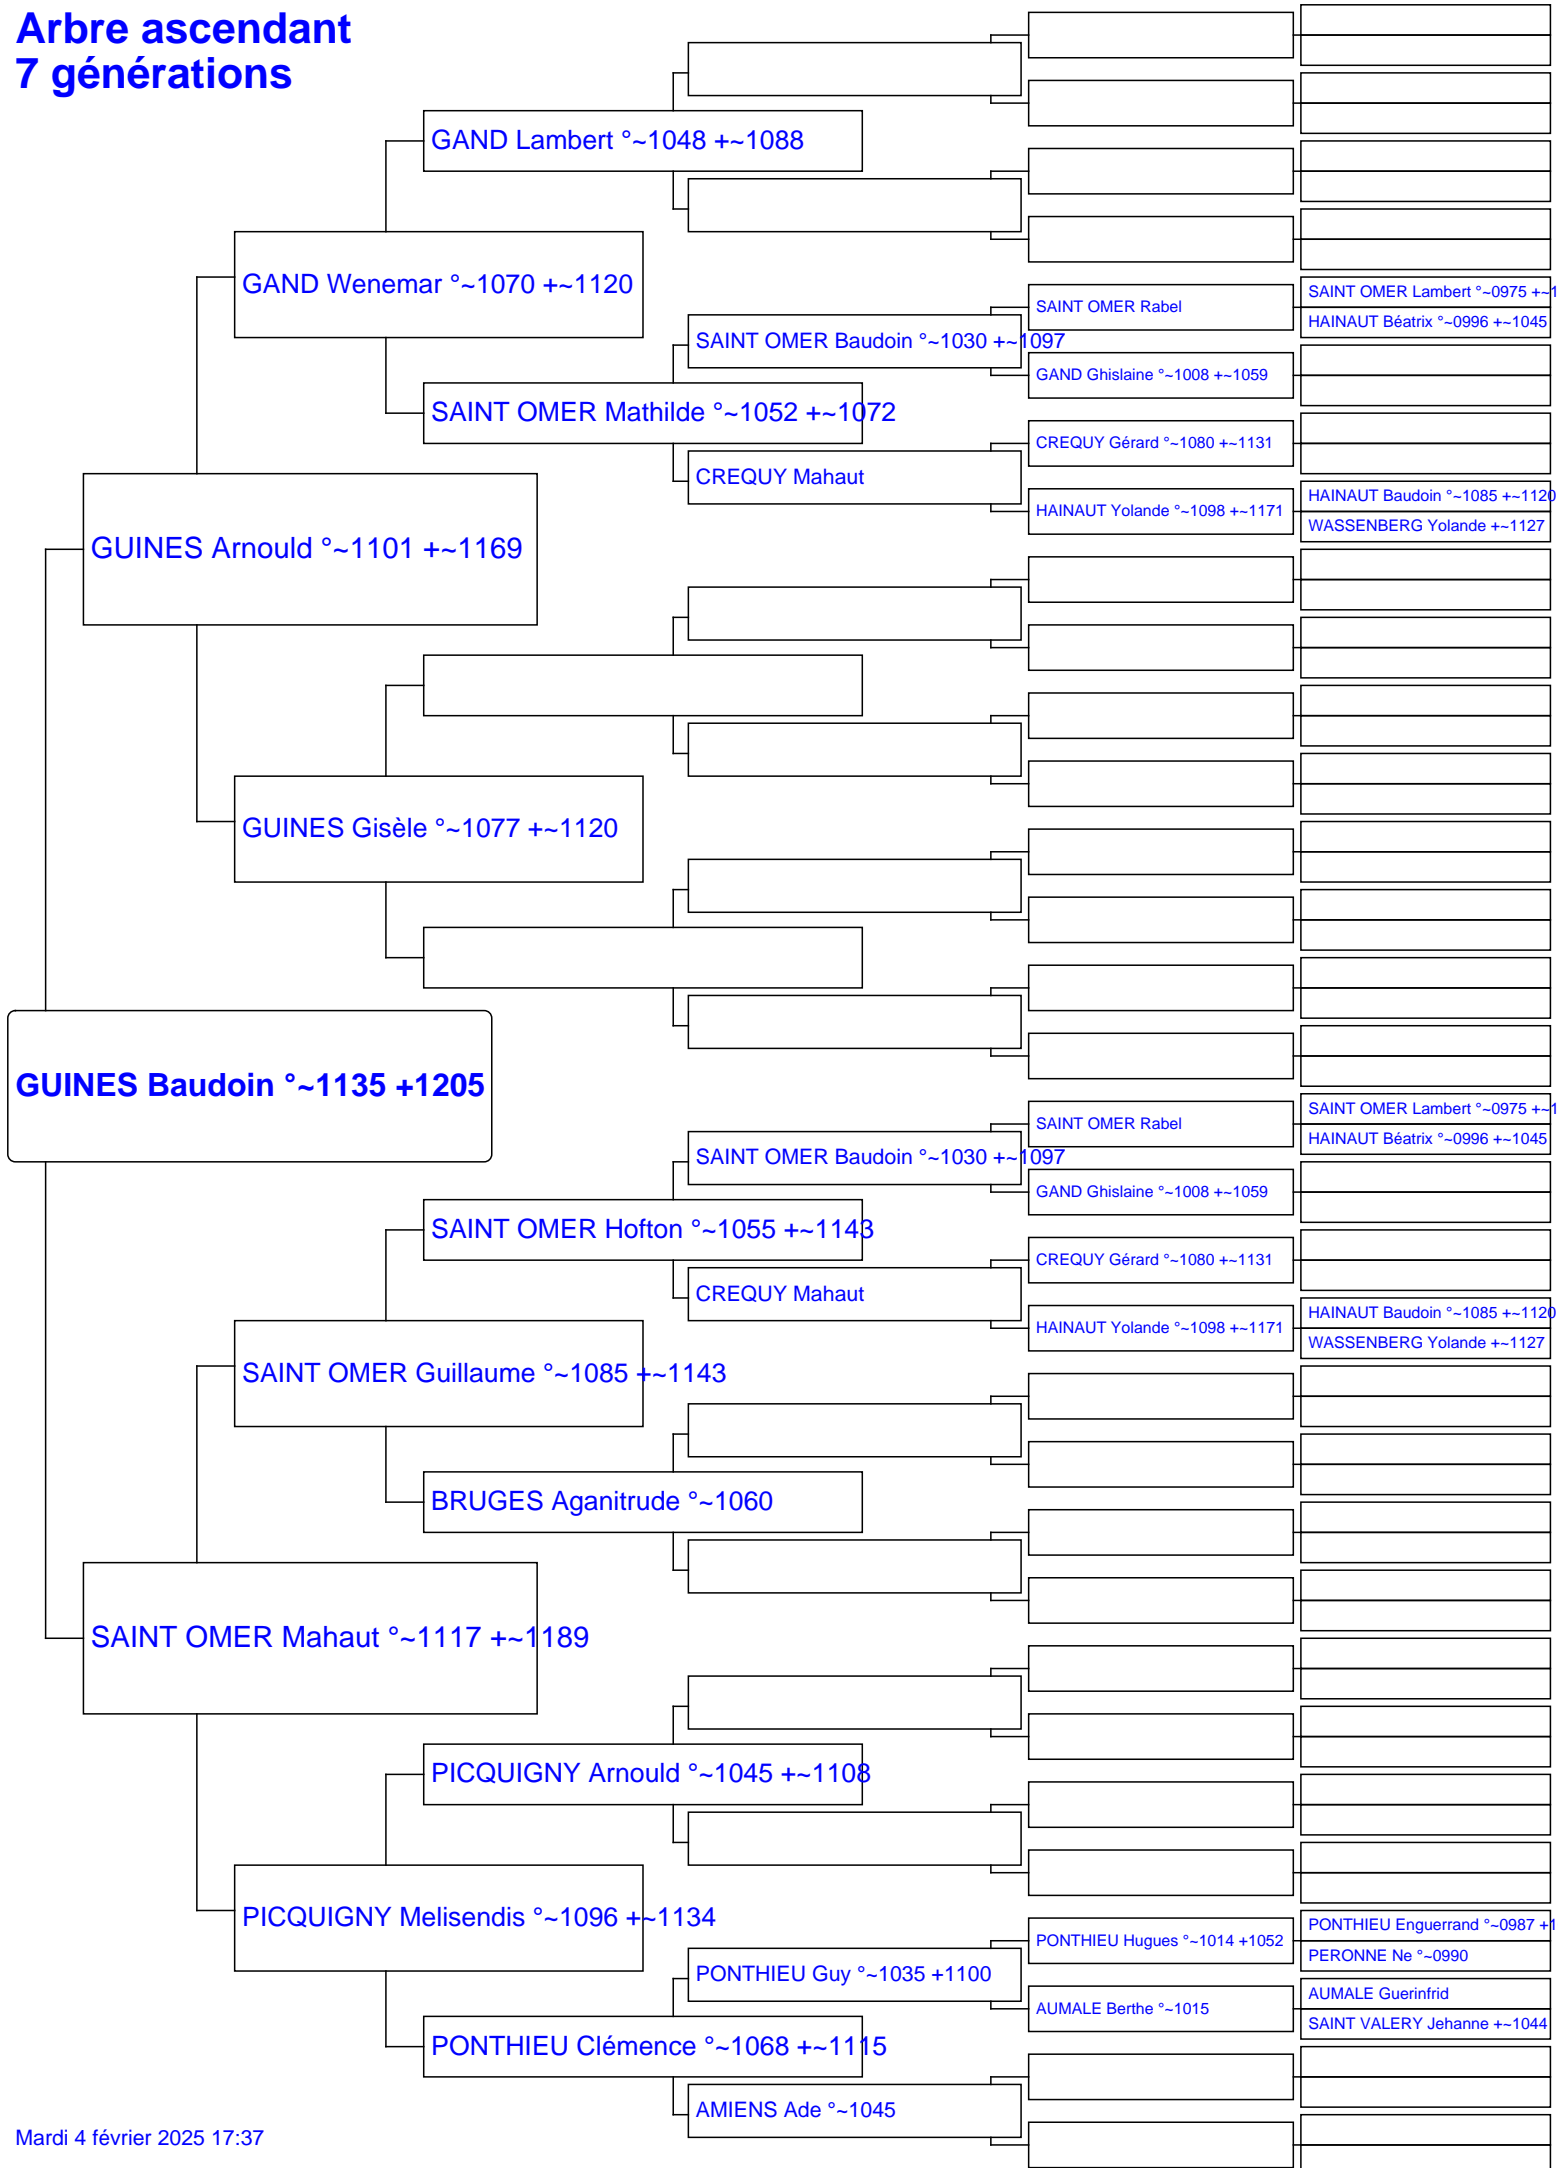 Arbre ascendant
7 générations
GAND Lambert °~1048 +~1088
GAND Wenemar °~1070 +~1120
SAINT OMER Lambert °~0975 +~1
SAINT OMER Rabel
HAINAUT Béatrix °~0996 +~1045
SAINT OMER Baudoin °~1030 +~1097
GAND Ghislaine °~1008 +~1059
SAINT OMER Mathilde °~1052 +~1072
CREQUY Gérard °~1080 +~1131
CREQUY Mahaut
HAINAUT Baudoin °~1085 +~1120
HAINAUT Yolande °~1098 +~1171
WASSENBERG Yolande +~1127
GUINES Arnould °~1101 +~1169
GUINES Gisèle °~1077 +~1120
GUINES Baudoin °~1135 +1205
SAINT OMER Lambert °~0975 +~1
SAINT OMER Rabel
HAINAUT Béatrix °~0996 +~1045
SAINT OMER Baudoin °~1030 +~1097
GAND Ghislaine °~1008 +~1059
SAINT OMER Hofton °~1055 +~1143
CREQUY Gérard °~1080 +~1131
CREQUY Mahaut
HAINAUT Baudoin °~1085 +~1120
HAINAUT Yolande °~1098 +~1171
WASSENBERG Yolande +~1127
SAINT OMER Guillaume °~1085 +~1143
BRUGES Aganitrude °~1060
SAINT OMER Mahaut °~1117 +~1189
PICQUIGNY Arnould °~1045 +~1108
PICQUIGNY Melisendis °~1096 +~1134
PONTHIEU Enguerrand °~0987 +1
PONTHIEU Hugues °~1014 +1052
PERONNE Ne °~0990
PONTHIEU Guy °~1035 +1100
AUMALE Guerinfrid
AUMALE Berthe °~1015
SAINT VALERY Jehanne +~1044
PONTHIEU Clémence °~1068 +~1115
AMIENS Ade °~1045
Mardi 4 février 2025 17:37